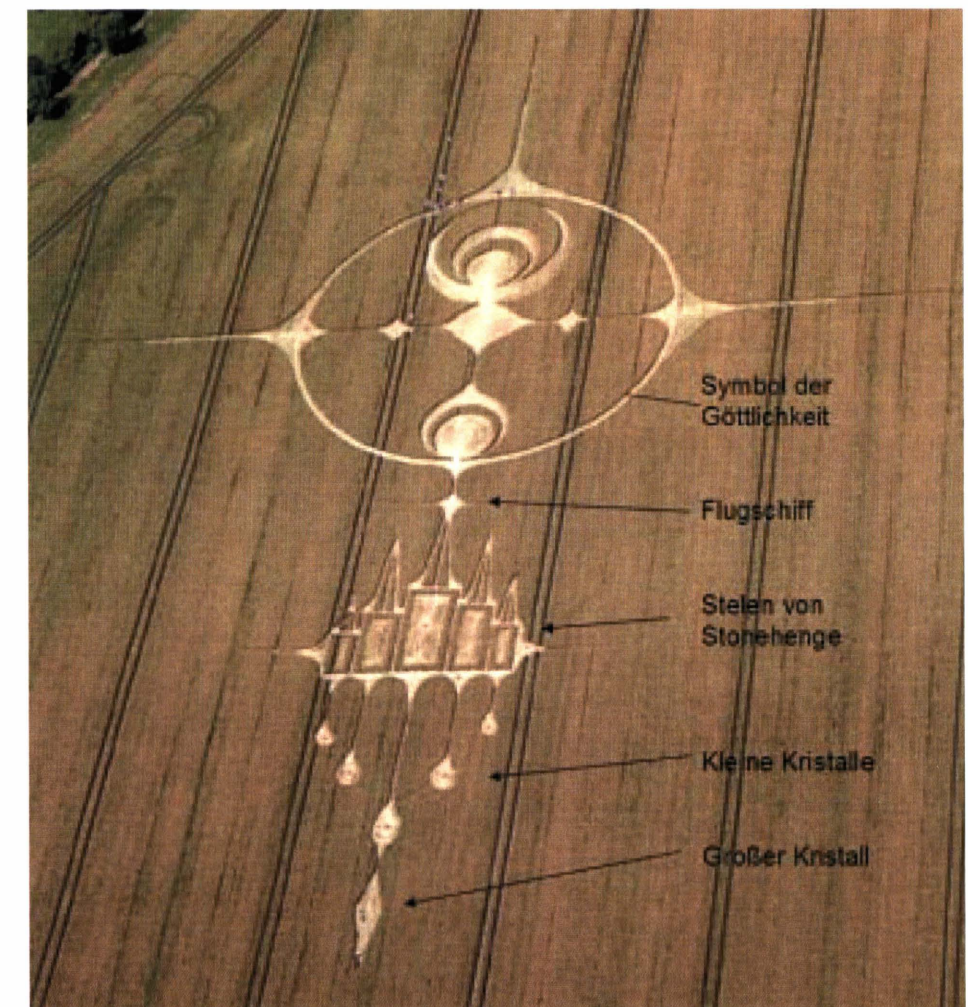 Symbol der
Göttlichkeit
Flugschiff
Stelen von
Stonehenge
Kleine Kristalle
Großer Kristall